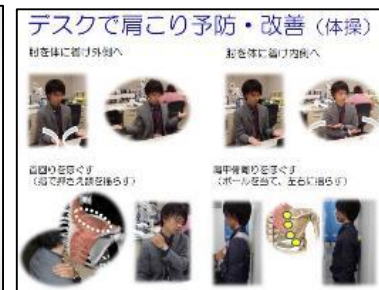 デスクで肩こり予防・改善（体操）
肘を体に着け外側へ
肘を体に着け内側へ
首回りをほぐす
（指で押さえ頭を揺らす）
肩甲骨周りをほぐす
（ボールを当て、左右に揺らす）